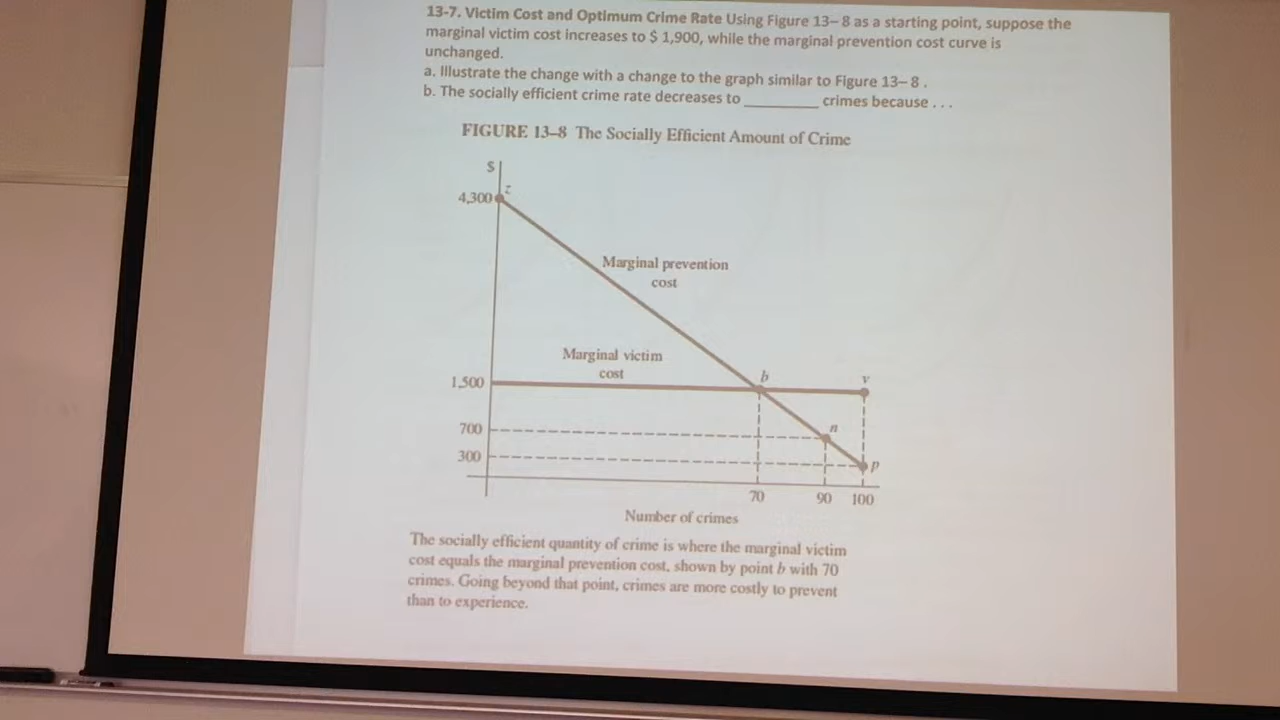 13-7. Victim Cost and Optimum Crime Rate Using Figure 13–8 as a starting point, suppose the
marginal victim cost increases to $ 1,900, while the marginal prevention cost curve is
unchanged.
a. Illustrate the change with a change to the graph similar to Figure 13–8 .
b. The socially efficient crime rate decreases to ________ crimes because . . .
FIGURE 13–8 The Socially Efficient Amount of Crime
$
z
4,300
Marginal prevention
cost
Marginal victim
cost
b
v
1,500
n
700
300
p
70 90 100
Number of crimes
The socially efficient quantity of crime is where the marginal victim
cost equals the marginal prevention cost, shown by point b with 70
crimes. Going beyond that point, crimes are more costly to prevent
than to experience.